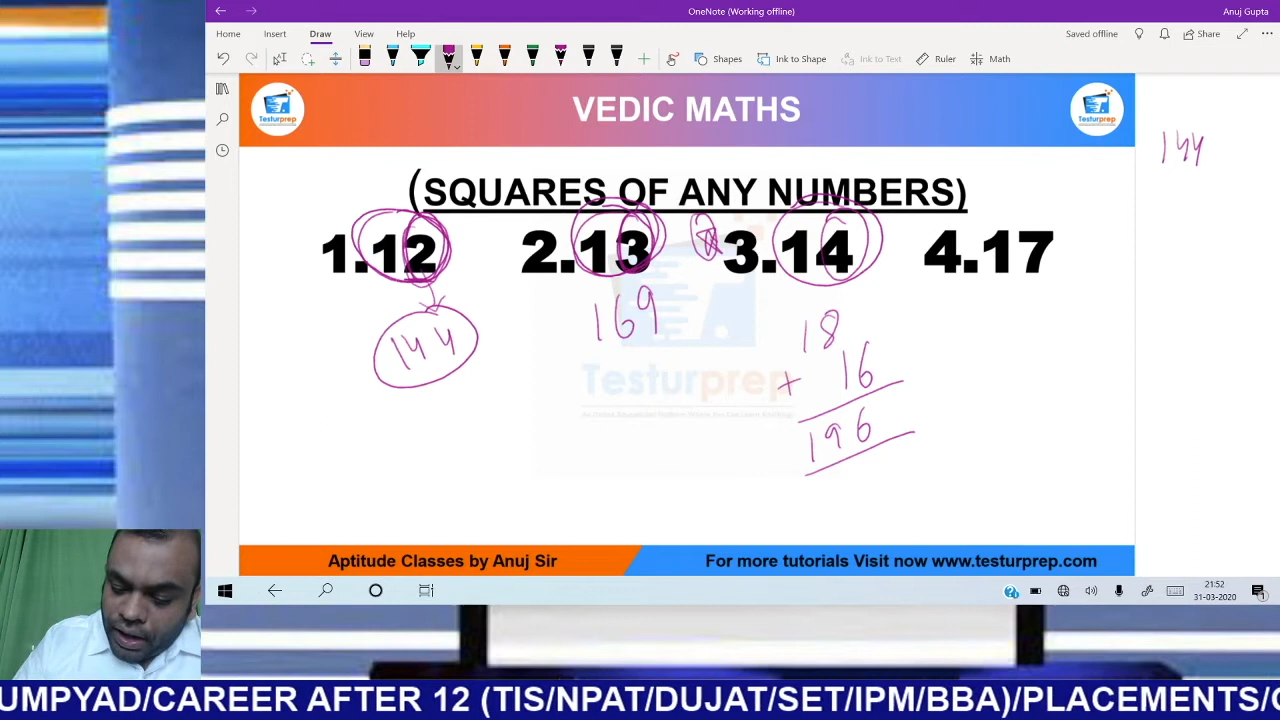 OneNote (Working offline)
Anuj Gupta
Home Insert Draw View Help
Saved offline
Share
Shapes
Ink to Shape
Ink to Text
Ruler
Math
Testurprep
VEDIC MATHS
Testurprep
144
(SQUARES OF ANY NUMBERS)
1.12 2.13 3.14 4.17
144
169
18
+ 16
196
Testurprep
Aptitude Classes by Anuj Sir
For more tutorials Visit now www.testurprep.com
21:52
31-03-2020
UMPYAD/CAREER AFTER 12 (TIS/NPAT/DUJAT/SET/IPM/BBA)/PLACEMENTS/